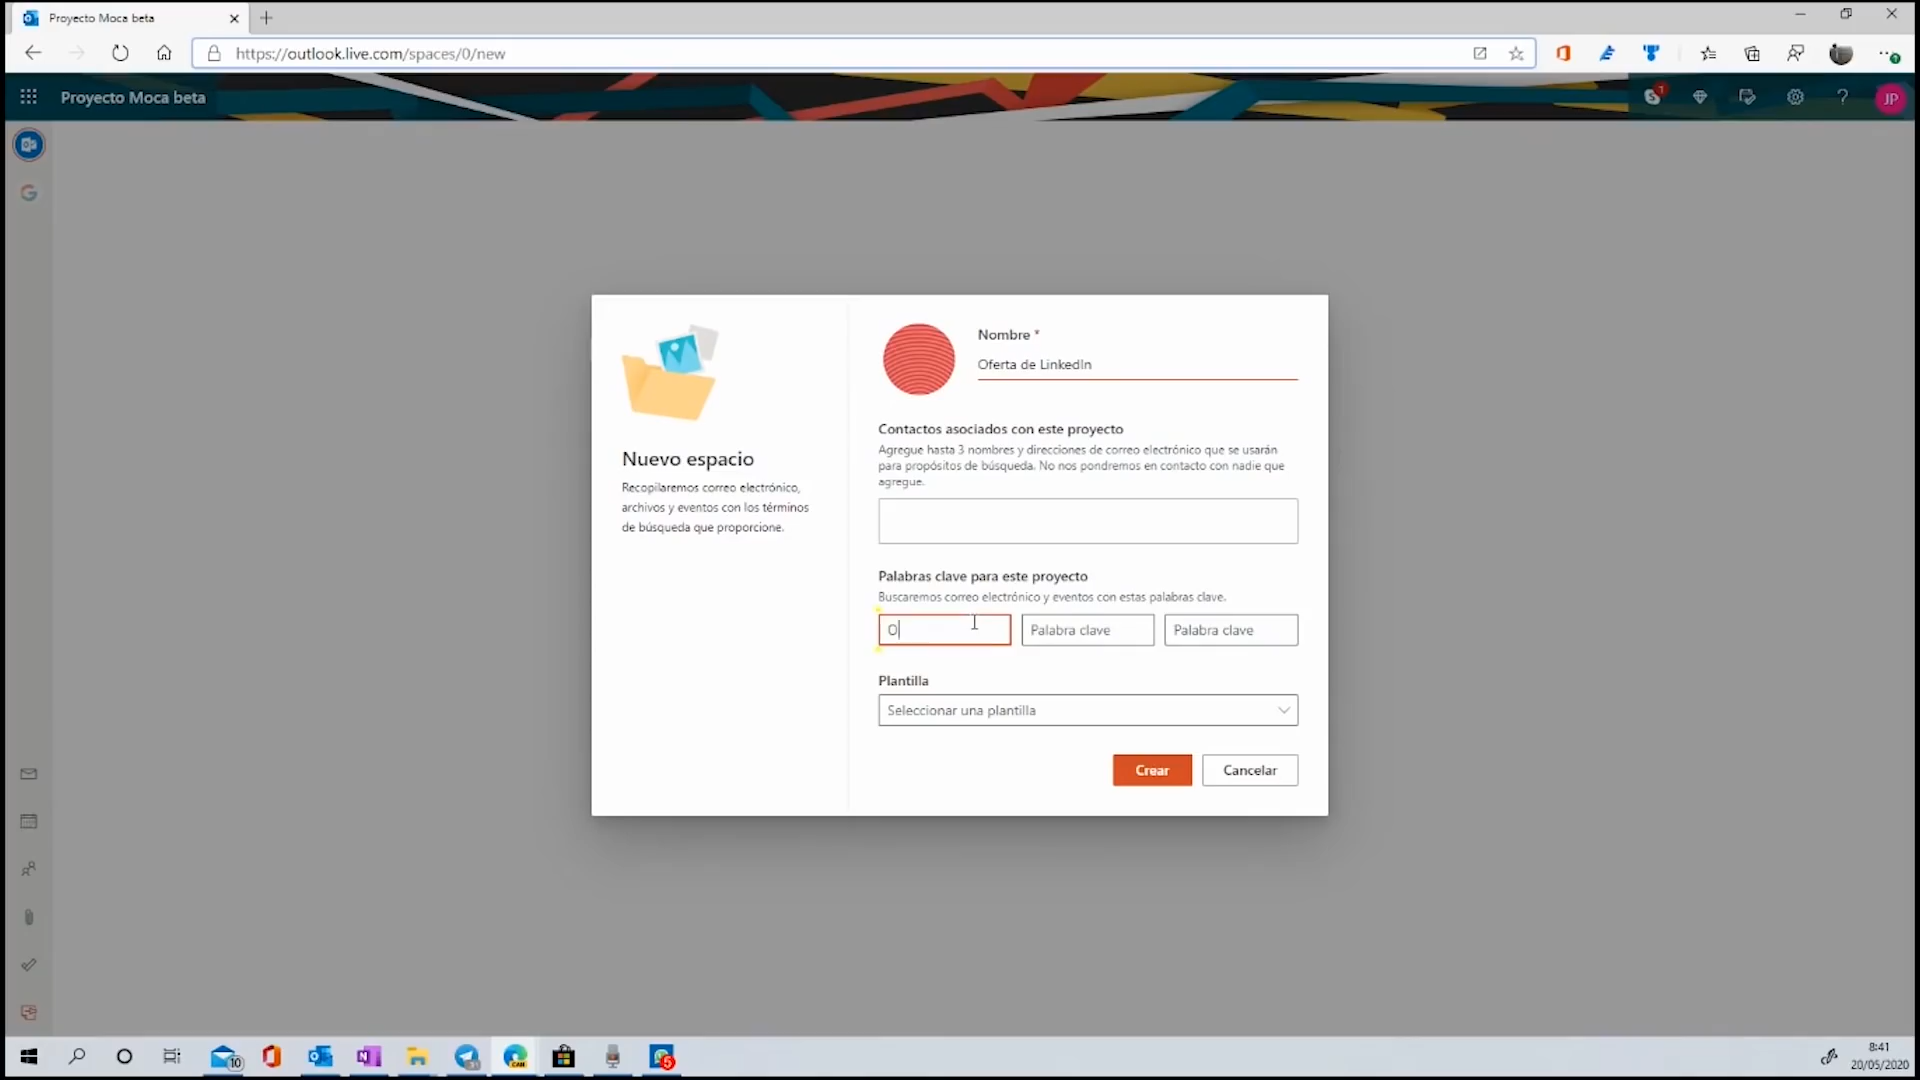 Proyecto Moca beta
https://outlook.live.com/spaces/0/new
Proyecto Moca beta
1
?
JP
Nombre *
Oferta de LinkedIn
Contactos asociados con este proyecto
Agregue hasta 3 nombres y direcciones de correo electrónico que se usarán
para propósitos de búsqueda. No nos pondremos en contacto con nadie que
agregue.
Nuevo espacio
Recopilaremos correo electrónico,
archivos y eventos con los términos
de búsqueda que proporcione.
Palabras clave para este proyecto
Buscaremos correo electrónico y eventos con estas palabras clave.
O
Palabra clave
Palabra clave
Plantilla
Seleccionar una plantilla
Crear
Cancelar
10
5
8:41
20/05/2020